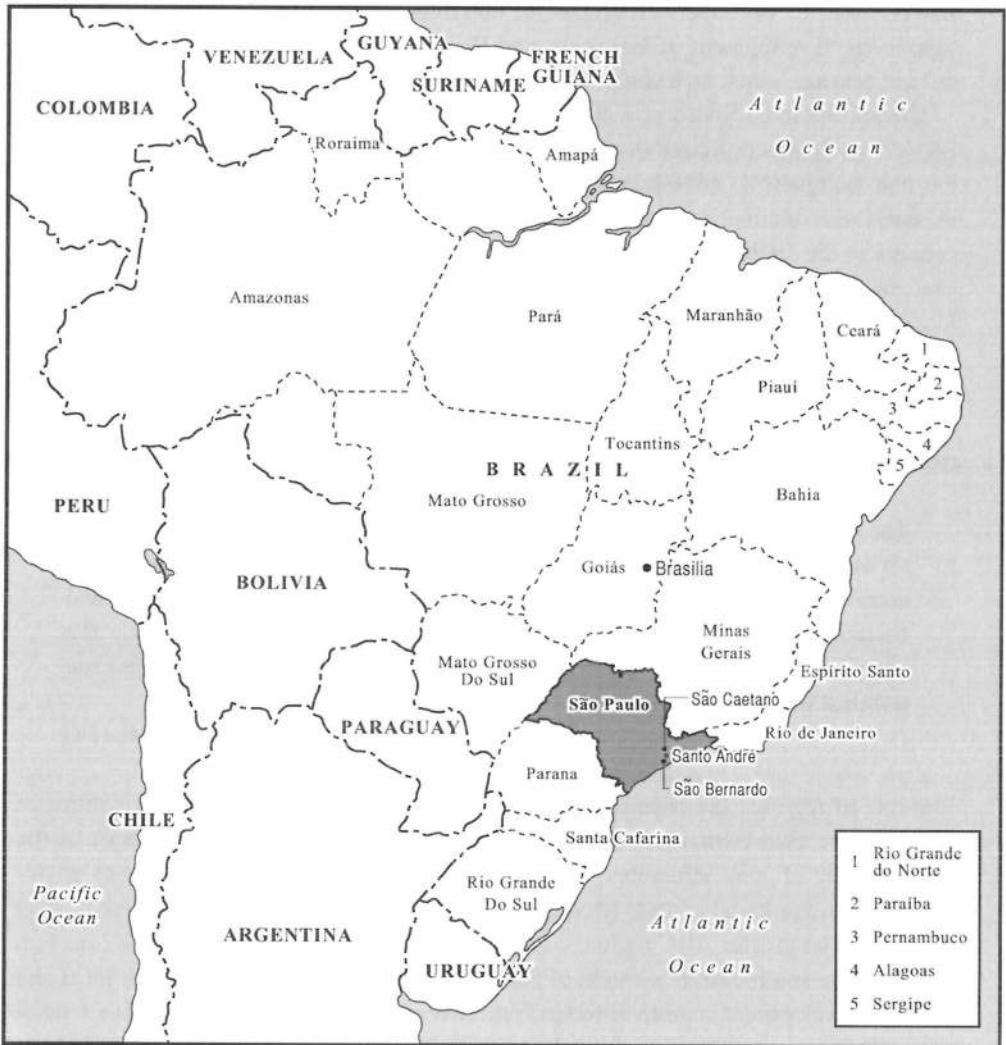 GUYANA
VENEZUELA
FRENCH
GUIANA
SURINAME
COLOMBIA
Atlantic
Ocean
Roraima
Amapá
Amazonas
Pará
Maranhão
Ceará
1
Piauí
2
3
Tocantins
4
5
BRAZIL
Bahia
Mato Grosso
PERU
Goiás
Brasilia
BOLIVIA
Minas
Gerais
Mato Grosso
Do Sul
Espírito Santo
São Paulo
São Caetano
PARAGUAY
Rio de Janeiro
Santo André
Parana
São Bernardo
CHILE
Santa Cafarina
Pacific
Ocean
Rio Grande
Do Sul
ARGENTINA
Atlantic
Ocean
URUGUAY
1 Rio Grande
do Norte
2 Paraíba
3 Pernambuco
4 Alagoas
5 Sergipe